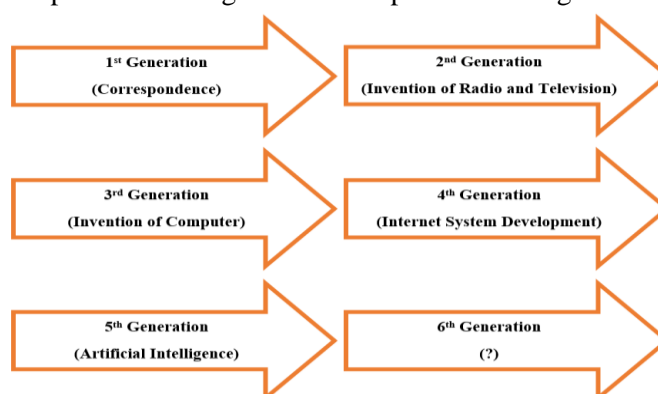 1st Generation
(Correspondence)
2nd Generation
(Invention of Radio and Television)
3rd Generation
(Invention of Computer)
4th Generation
(Internet System Development)
5th Generation
(Artificial Intelligence)
6th Generation
(?)